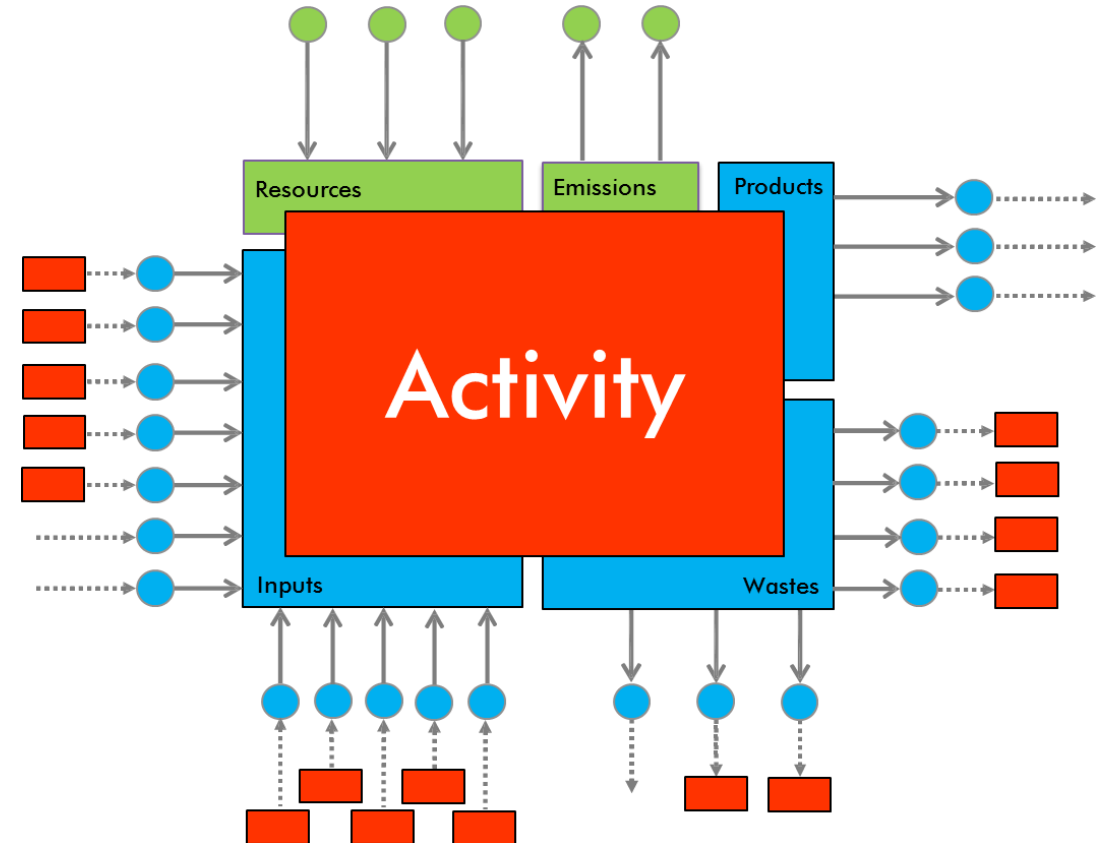 Resources
Emissions
Products
Activity
Inputs
Wastes